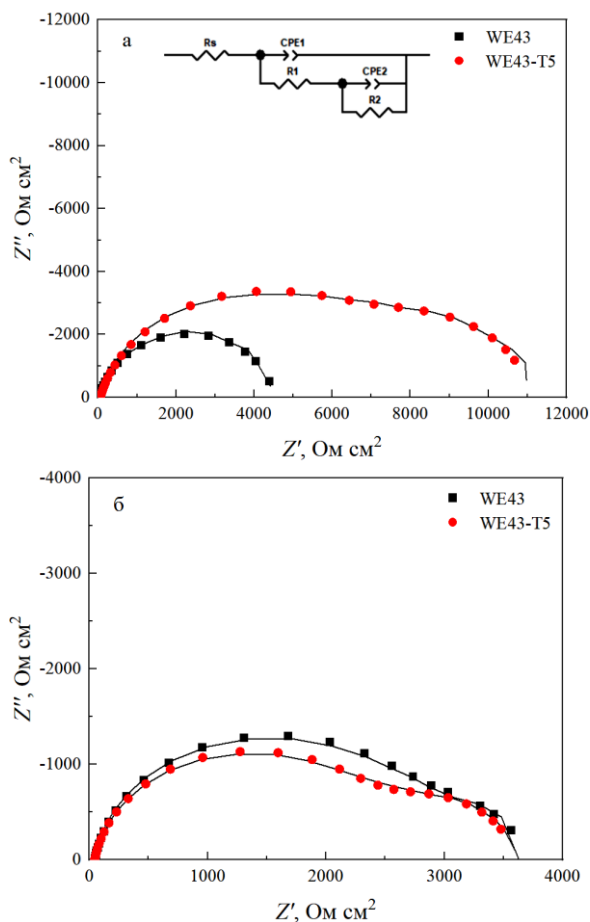 а
Rs
CPE1
R1
CPE2
R2
WE43
WE43-T5
-12000
-10000
-8000
-6000
-4000
-2000
0
0 2000 4000 6000 8000 10000 12000
Z'', Ом см²
Z', Ом см²
б
WE43
WE43-T5
-4000
-3000
-2000
-1000
0
0 1000 2000 3000 4000
Z'', Ом см²
Z', Ом см²